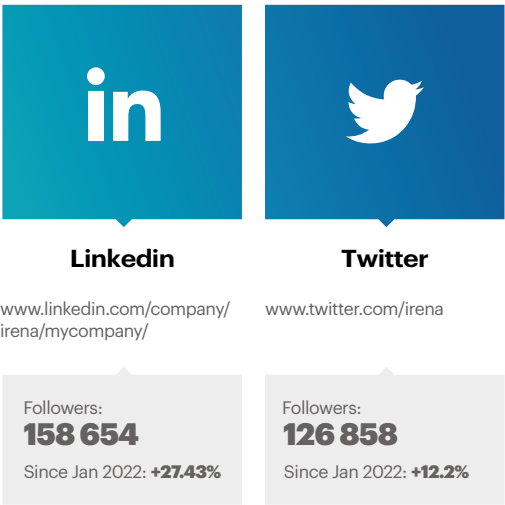 in
Linkedin
www.linkedin.com/company/
irena/mycompany/
Followers:
158 654
Since Jan 2022: +27.43%
Twitter
www.twitter.com/irena
Followers:
126 858
Since Jan 2022: +12.2%